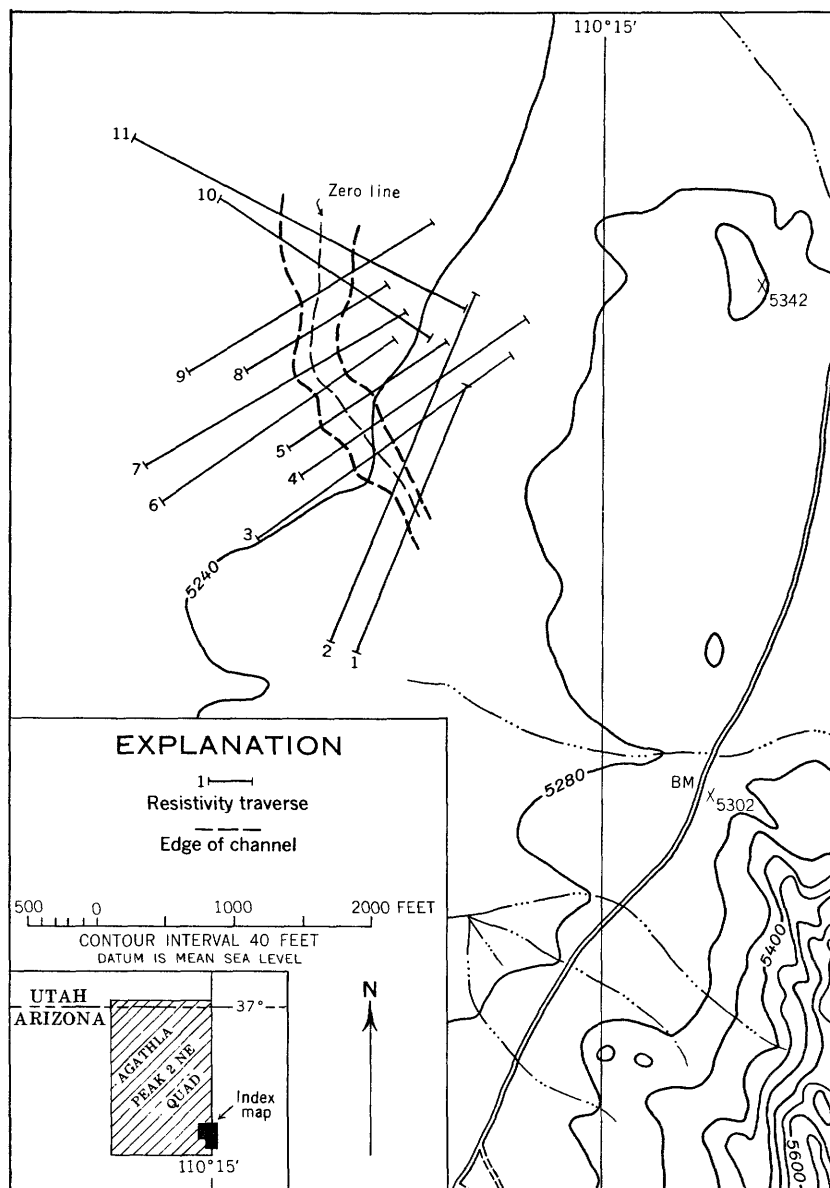 110°15'
11
10
Zero line
5342
9
8
7
5
4
6
3
5240
2
1
5280
BM
5302
EXPLANATION
1
Resistivity traverse
Edge of channel
500 0 1000 2000 FEET
CONTOUR INTERVAL 40 FEET
DATUM IS MEAN SEA LEVEL
5400
UTAH
ARIZONA
37°
N
AGATHLA
PEAK 2 NE
QUAD
Index
map
110°15'
5600